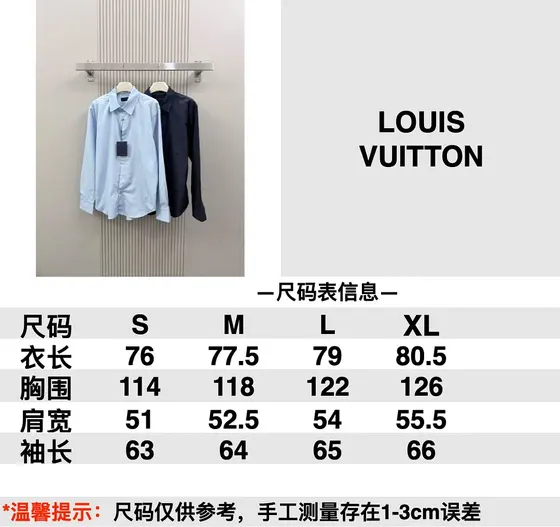 LOUIS
VUITTON
—尺码表信息—
尺码 S M L XL
衣长 76 77.5 79 80.5
胸围 114 118 122 126
肩宽 51 52.5 54 55.5
袖长 63 64 65 66
*温馨提示：尺码仅供参考，手工测量存在1-3cm误差